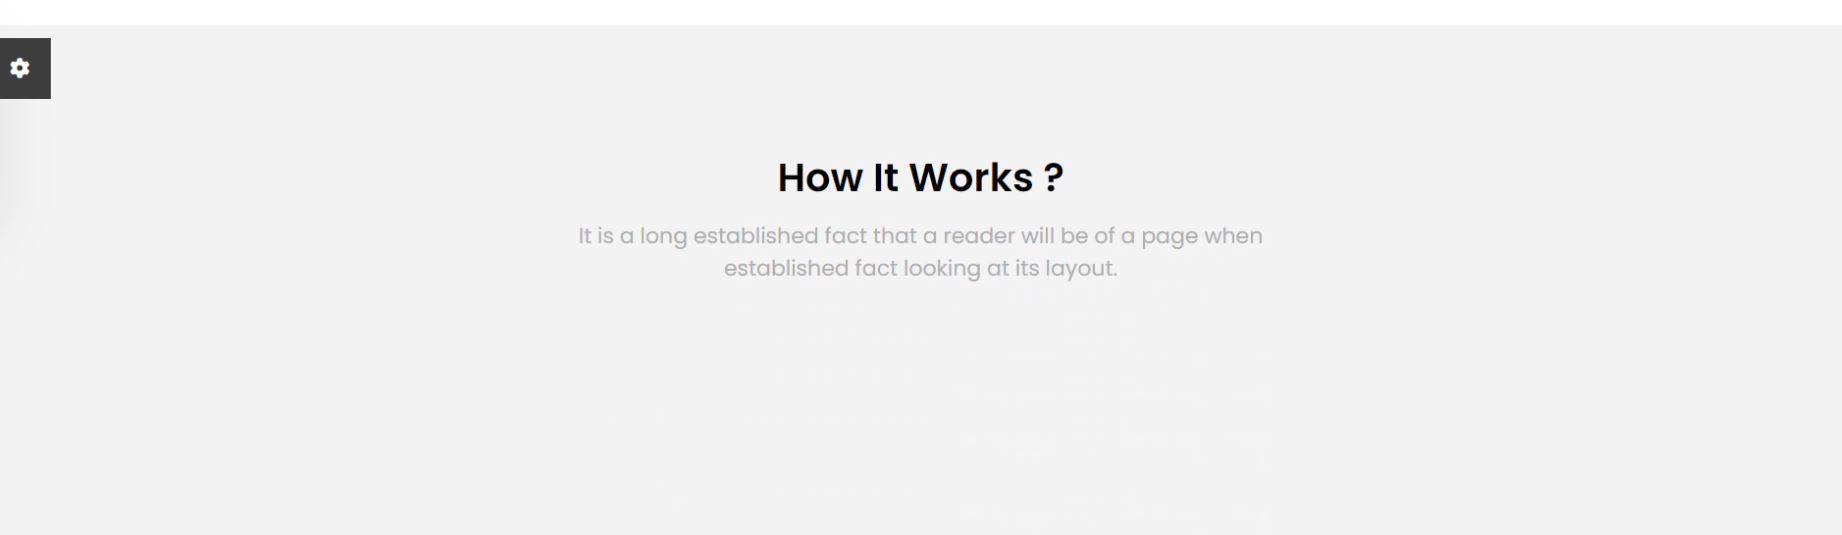 How It Works ?
It is a long established fact that a reader will be of a page when
established fact looking at its layout.